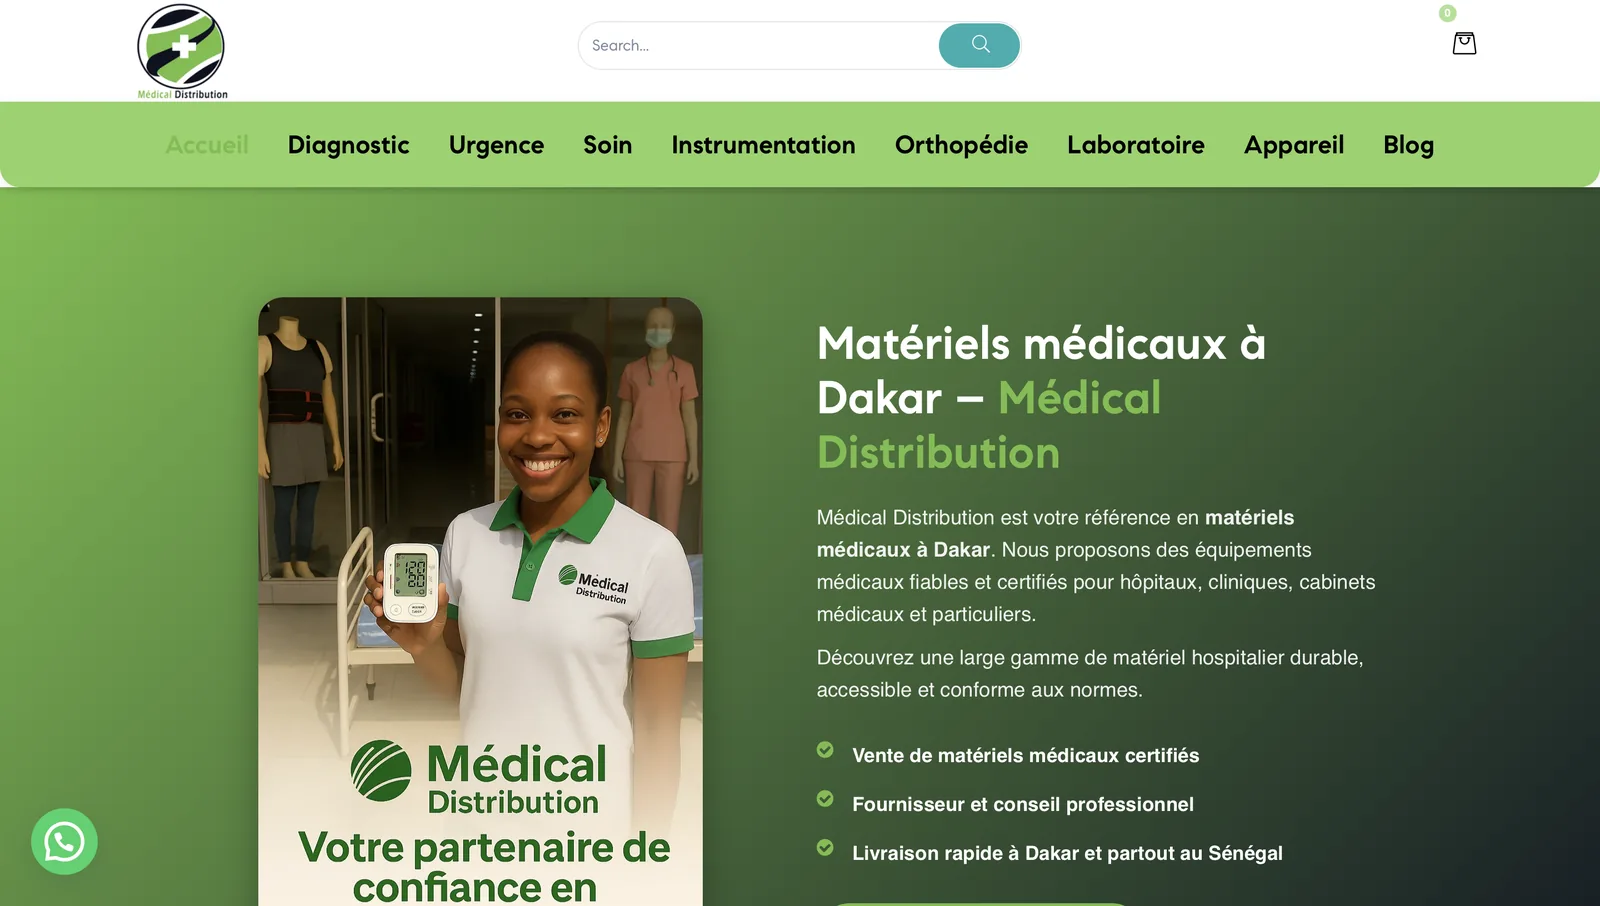 Médical Distribution
Search...
0
Accueil Diagnostic Urgence Soin Instrumentation Orthopédie Laboratoire Appareil Blog
Médical
Distribution
Médical
Distribution
Votre partenaire de
confiance en
Matériels médicaux à
Dakar – Médical
Distribution
Médical Distribution est votre référence en matériels
médicaux à Dakar. Nous proposons des équipements
médicaux fiables et certifiés pour hôpitaux, cliniques, cabinets
médicaux et particuliers.
Découvrez une large gamme de matériel hospitalier durable,
accessible et conforme aux normes.
Vente de matériels médicaux certifiés
Fournisseur et conseil professionnel
Livraison rapide à Dakar et partout au Sénégal